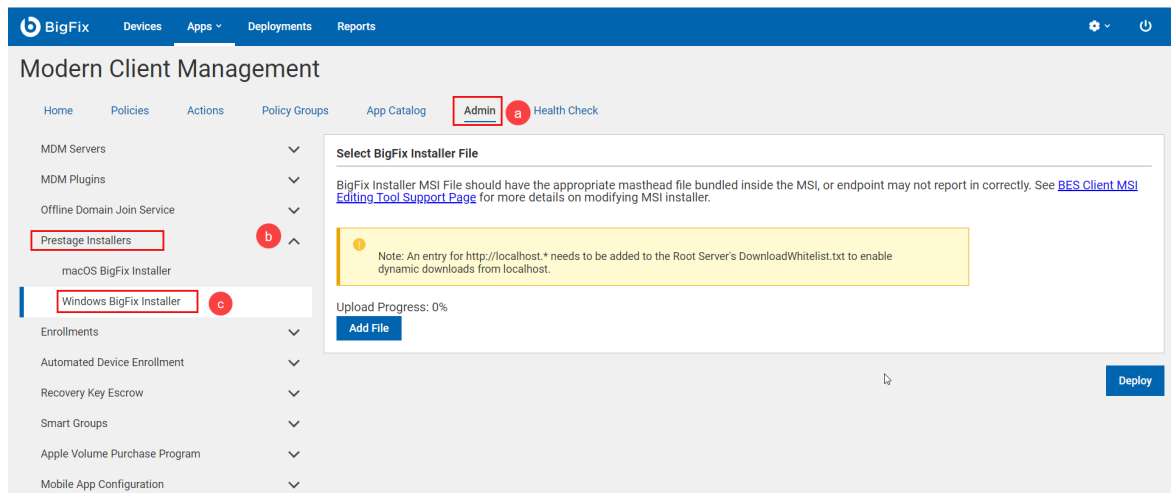 BigFix Devices Apps Deployments Reports
Modern Client Management
Home Policies Actions Policy Groups App Catalog Admin a Health Check
MDM Servers
MDM Plugins
Offline Domain Join Service
Prestage Installers b
macOS BigFix Installer
Windows BigFix Installer c
Enrollments
Automated Device Enrollment
Recovery Key Escrow
Smart Groups
Apple Volume Purchase Program
Mobile App Configuration
Select BigFix Installer File
BigFix Installer MSI File should have the appropriate masthead file bundled inside the MSI, or endpoint may not report in correctly. See BES Client MSI
Editing Tool Support Page for more details on modifying MSI installer.
Note: An entry for http://localhost.* needs to be added to the Root Server's DownloadWhitelist.txt to enable
dynamic downloads from localhost.
Upload Progress: 0%
Add File
Deploy